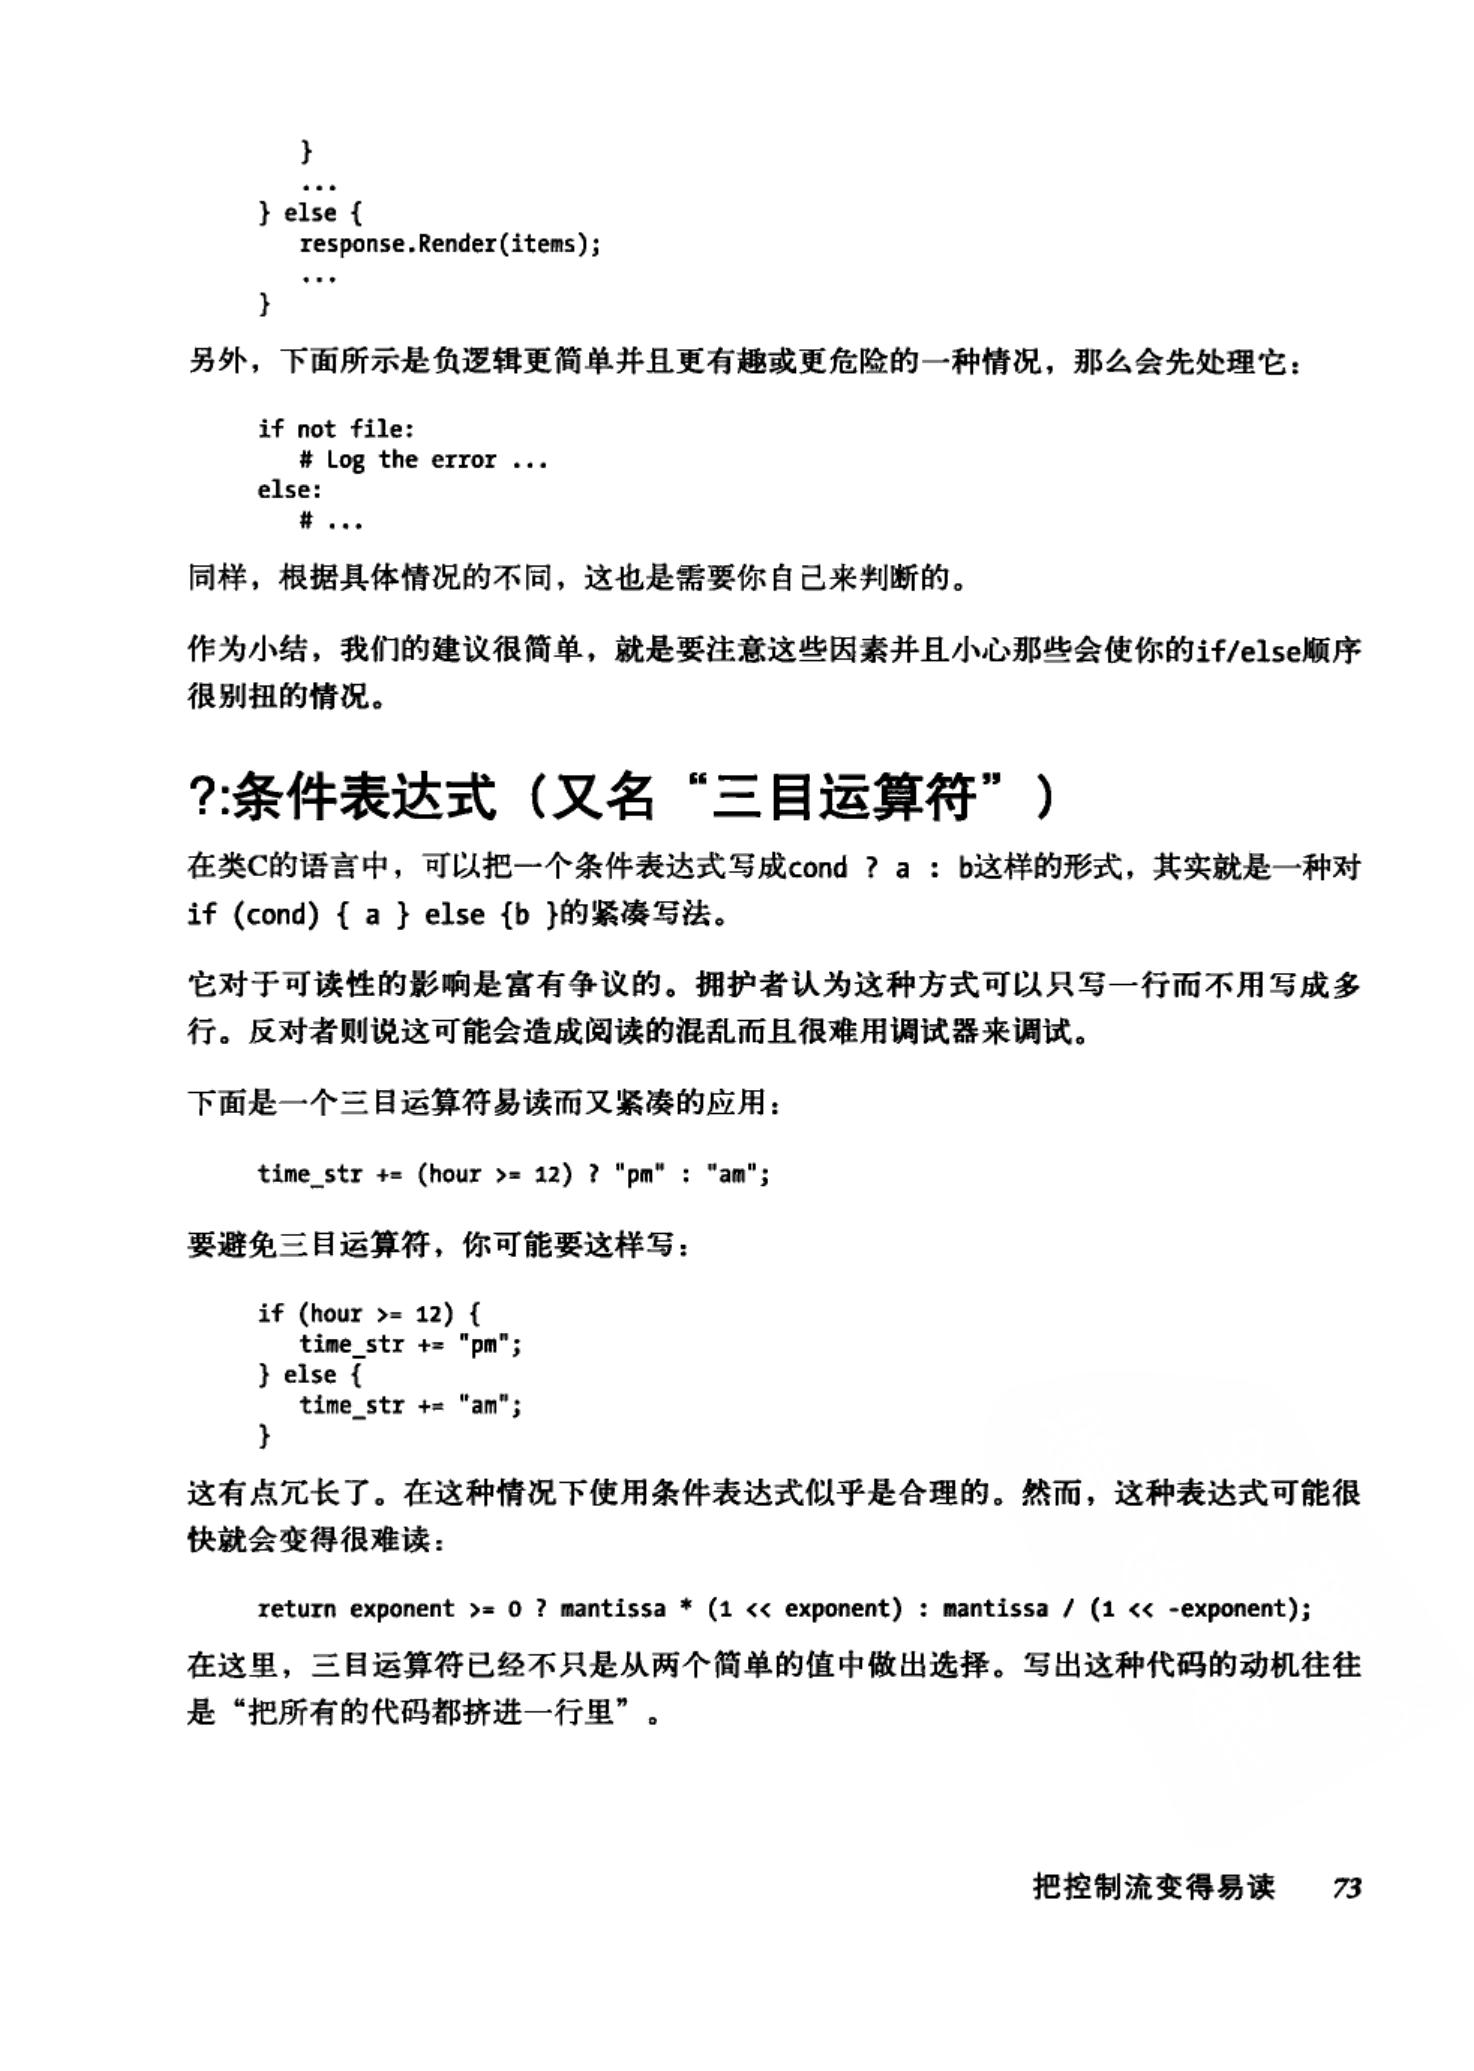 }
...
} else {
response.Render(items);
...
}
另外，下面所示是负逻辑更简单并且更有趣或更危险的一种情况，那么会先处理它：
if not file:
# Log the error ...
else:
# ...
同样，根据具体情况的不同，这也是需要你自己来判断的。
作为小结，我们的建议很简单，就是要注意这些因素并且小心那些会使你的if/else顺序
很别扭的情况。
?:条件表达式（又名“三目运算符”）
在类C的语言中，可以把一个条件表达式写成cond ? a : b这样的形式，其实就是一种对
if (cond) { a } else {b }的紧凑写法。
它对于可读性的影响是富有争议的。拥护者认为这种方式可以只写一行而不用写成多
行。反对者则说这可能会造成阅读的混乱而且很难用调试器来调试。
下面是一个三目运算符易读而又紧凑的应用：
time_str += (hour >= 12) ? "pm" : "am";
要避免三目运算符，你可能要这样写：
if (hour >= 12) {
time_str += "pm";
} else {
time_str += "am";
}
这有点冗长了。在这种情况下使用条件表达式似乎是合理的。然而，这种表达式可能很
快就会变得很难读：
return exponent >= 0 ? mantissa * (1 << exponent) : mantissa / (1 << -exponent);
在这里，三目运算符已经不只是从两个简单的值中做出选择。写出这种代码的动机往往
是“把所有的代码都挤进一行里”。
把控制流变得易读 73